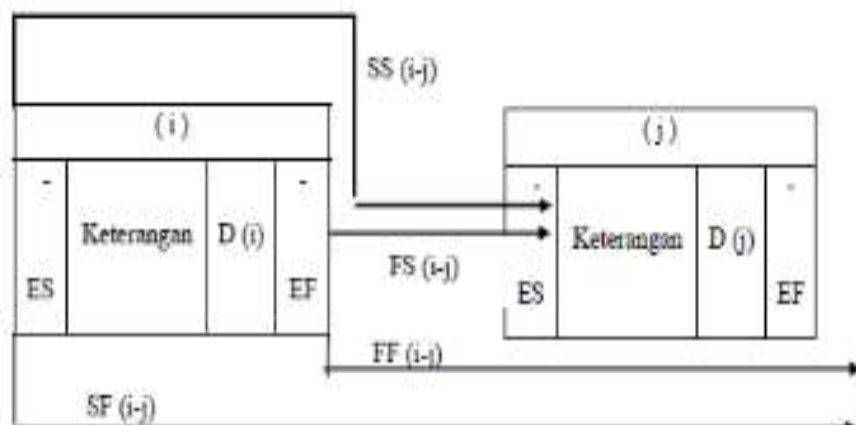 SS (i-j)
( i )
( j )
- -
- -
Keterangan D (i)
Keterangan D (j)
FS (i-j)
ES EF
ES EF
FF (i-j)
SF (i-j)